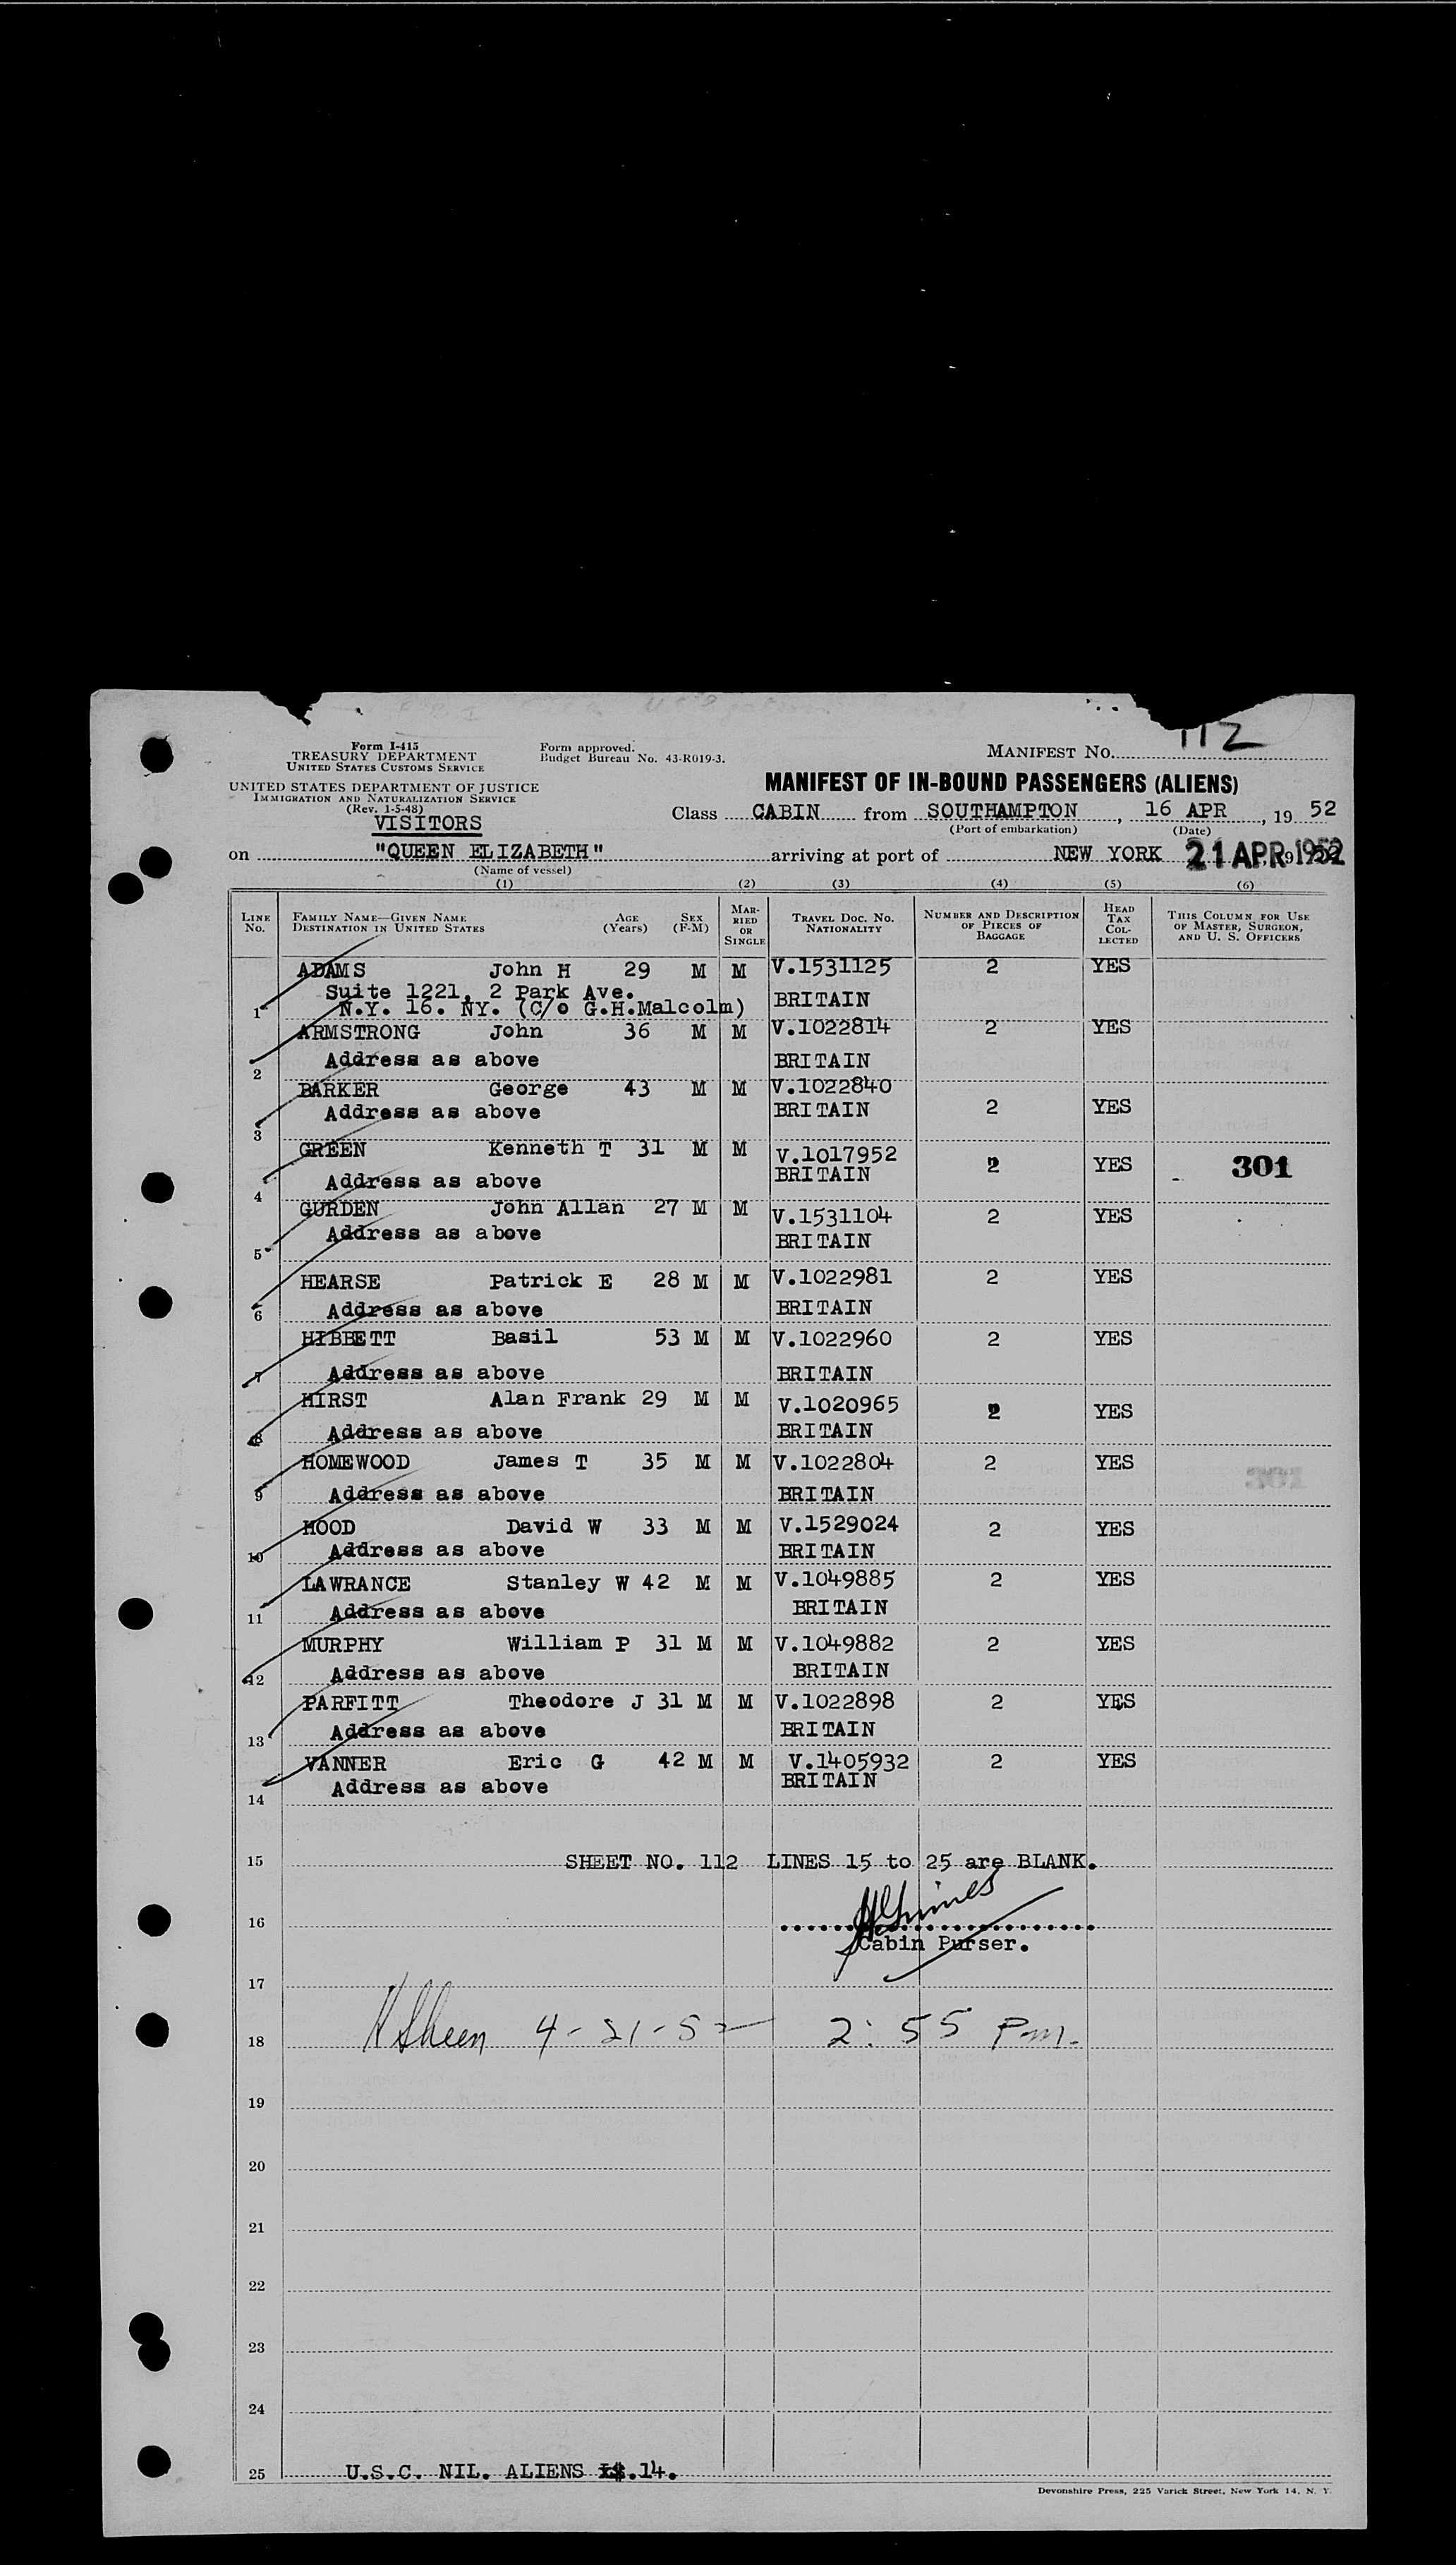 112
Form I-415
TREASURY DEPARTMENT
UNITED STATES CUSTOMS SERVICE
Form approved.
Budget Bureau No. 43-R019-3.
MANIFEST NO.
UNITED STATES DEPARTMENT OF JUSTICE
IMMIGRATION AND NATURALIZATION SERVICE
(Rev. 1-5-48)
VISITORS
MANIFEST OF IN-BOUND PASSENGERS (ALIENS)
Class CABIN from SOUTHAMPTON, 16 APR, 19 52
(Port of embarkation) (Date)
on "QUEEN ELIZABETH" arriving at port of NEW YORK 21 APR 1952
(Name of vessel)
(1) (2) (3) (4) (5) (6)
LINE NO. FAMILY NAME—GIVEN NAME DESTINATION IN UNITED STATES AGE (Years) SEX (F-M) MARRIED OR SINGLE TRAVEL DOC. NO. NATIONALITY NUMBER AND DESCRIPTION OF PIECES OF BAGGAGE HEAD TAX COLLECTED THIS COLUMN FOR USE OF MASTER, SURGEON, AND U. S. OFFICERS
ADAMS John H 29 M M V.1531125 2 YES
Suite 1221, 2 Park Ave. BRITAIN
1 N.Y. 16. NY. (C/o G.H.Malcolm)
ARMSTRONG John 36 M M V.1022814 2 YES
2 Address as above BRITAIN
BARKER George 43 M M V.1022840
3 Address as above BRITAIN 2 YES
GREEN Kenneth T 31 M M V.1017952 2 YES 301
4 Address as above BRITAIN
GURDEN John Allan 27 M M V.1531104 2 YES
5 Address as above BRITAIN
HEARSE Patrick E 28 M M V.1022981 2 YES
6 Address as above BRITAIN
HIBBETT Basil 53 M M V.1022960 2 YES
7 Address as above BRITAIN
HIRST Alan Frank 29 M M V.1020965 2 YES
8 Address as above BRITAIN
HOMEWOOD James T 35 M M V.1022804 2 YES
9 Address as above BRITAIN
HOOD David W 33 M M V.1529024 2 YES
10 Address as above BRITAIN
LAWRANCE Stanley W 42 M M V.1049885 2 YES
11 Address as above BRITAIN
MURPHY William P 31 M M V.1049882 2 YES
12 Address as above BRITAIN
PARFITT Theodore J 31 M M V.1022898 2 YES
13 Address as above BRITAIN
VANNER Eric G 42 M M V.1405932 2 YES
14 Address as above BRITAIN
15 SHEET NO. 112 LINES 15 to 25 are BLANK.
16
Cabin Purser.
17
18 4-21-52 2:55 Pm.
19
20
21
22
23
24
25 U.S.C. NIL. ALIENS 14.
Devonshire Press, 225 Varick Street, New York 14, N. Y.